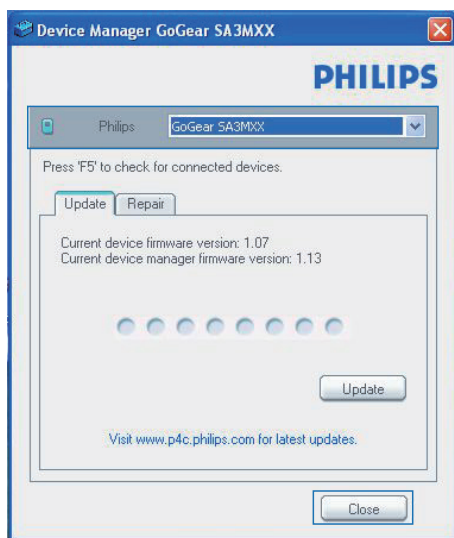 Device Manager GoGear SA3MXX
PHILIPS
Philips GoGear SA3MXX
Press 'F5' to check for connected devices.
Update Repair
Current device firmware version: 1.07
Current device manager firmware version: 1.13
Update
Visit www.p4c.philips.com for latest updates.
Close